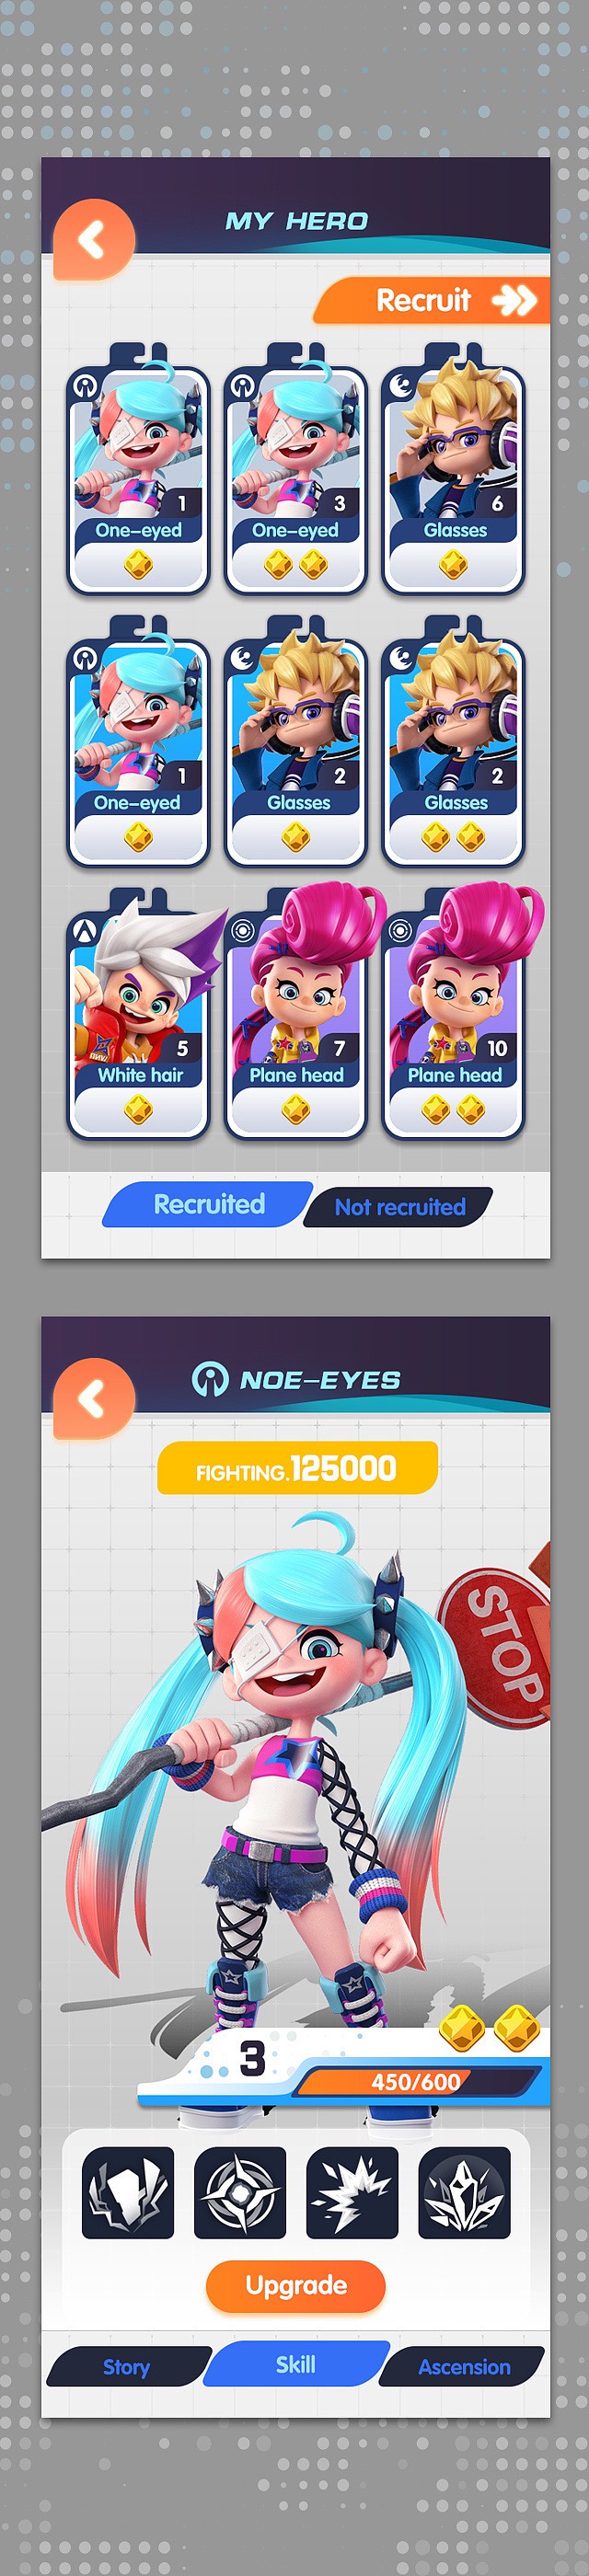 MY HERO
Recruit
1
3
6
One-eyed
One-eyed
Glasses
1
2
2
One-eyed
Glasses
Glasses
5
7
10
White hair
Plane head
Plane head
Recruited
Not recruited
NOE-EYES
FIGHTING.125000
STOP
3
450/600
Upgrade
Story
Skill
Ascension